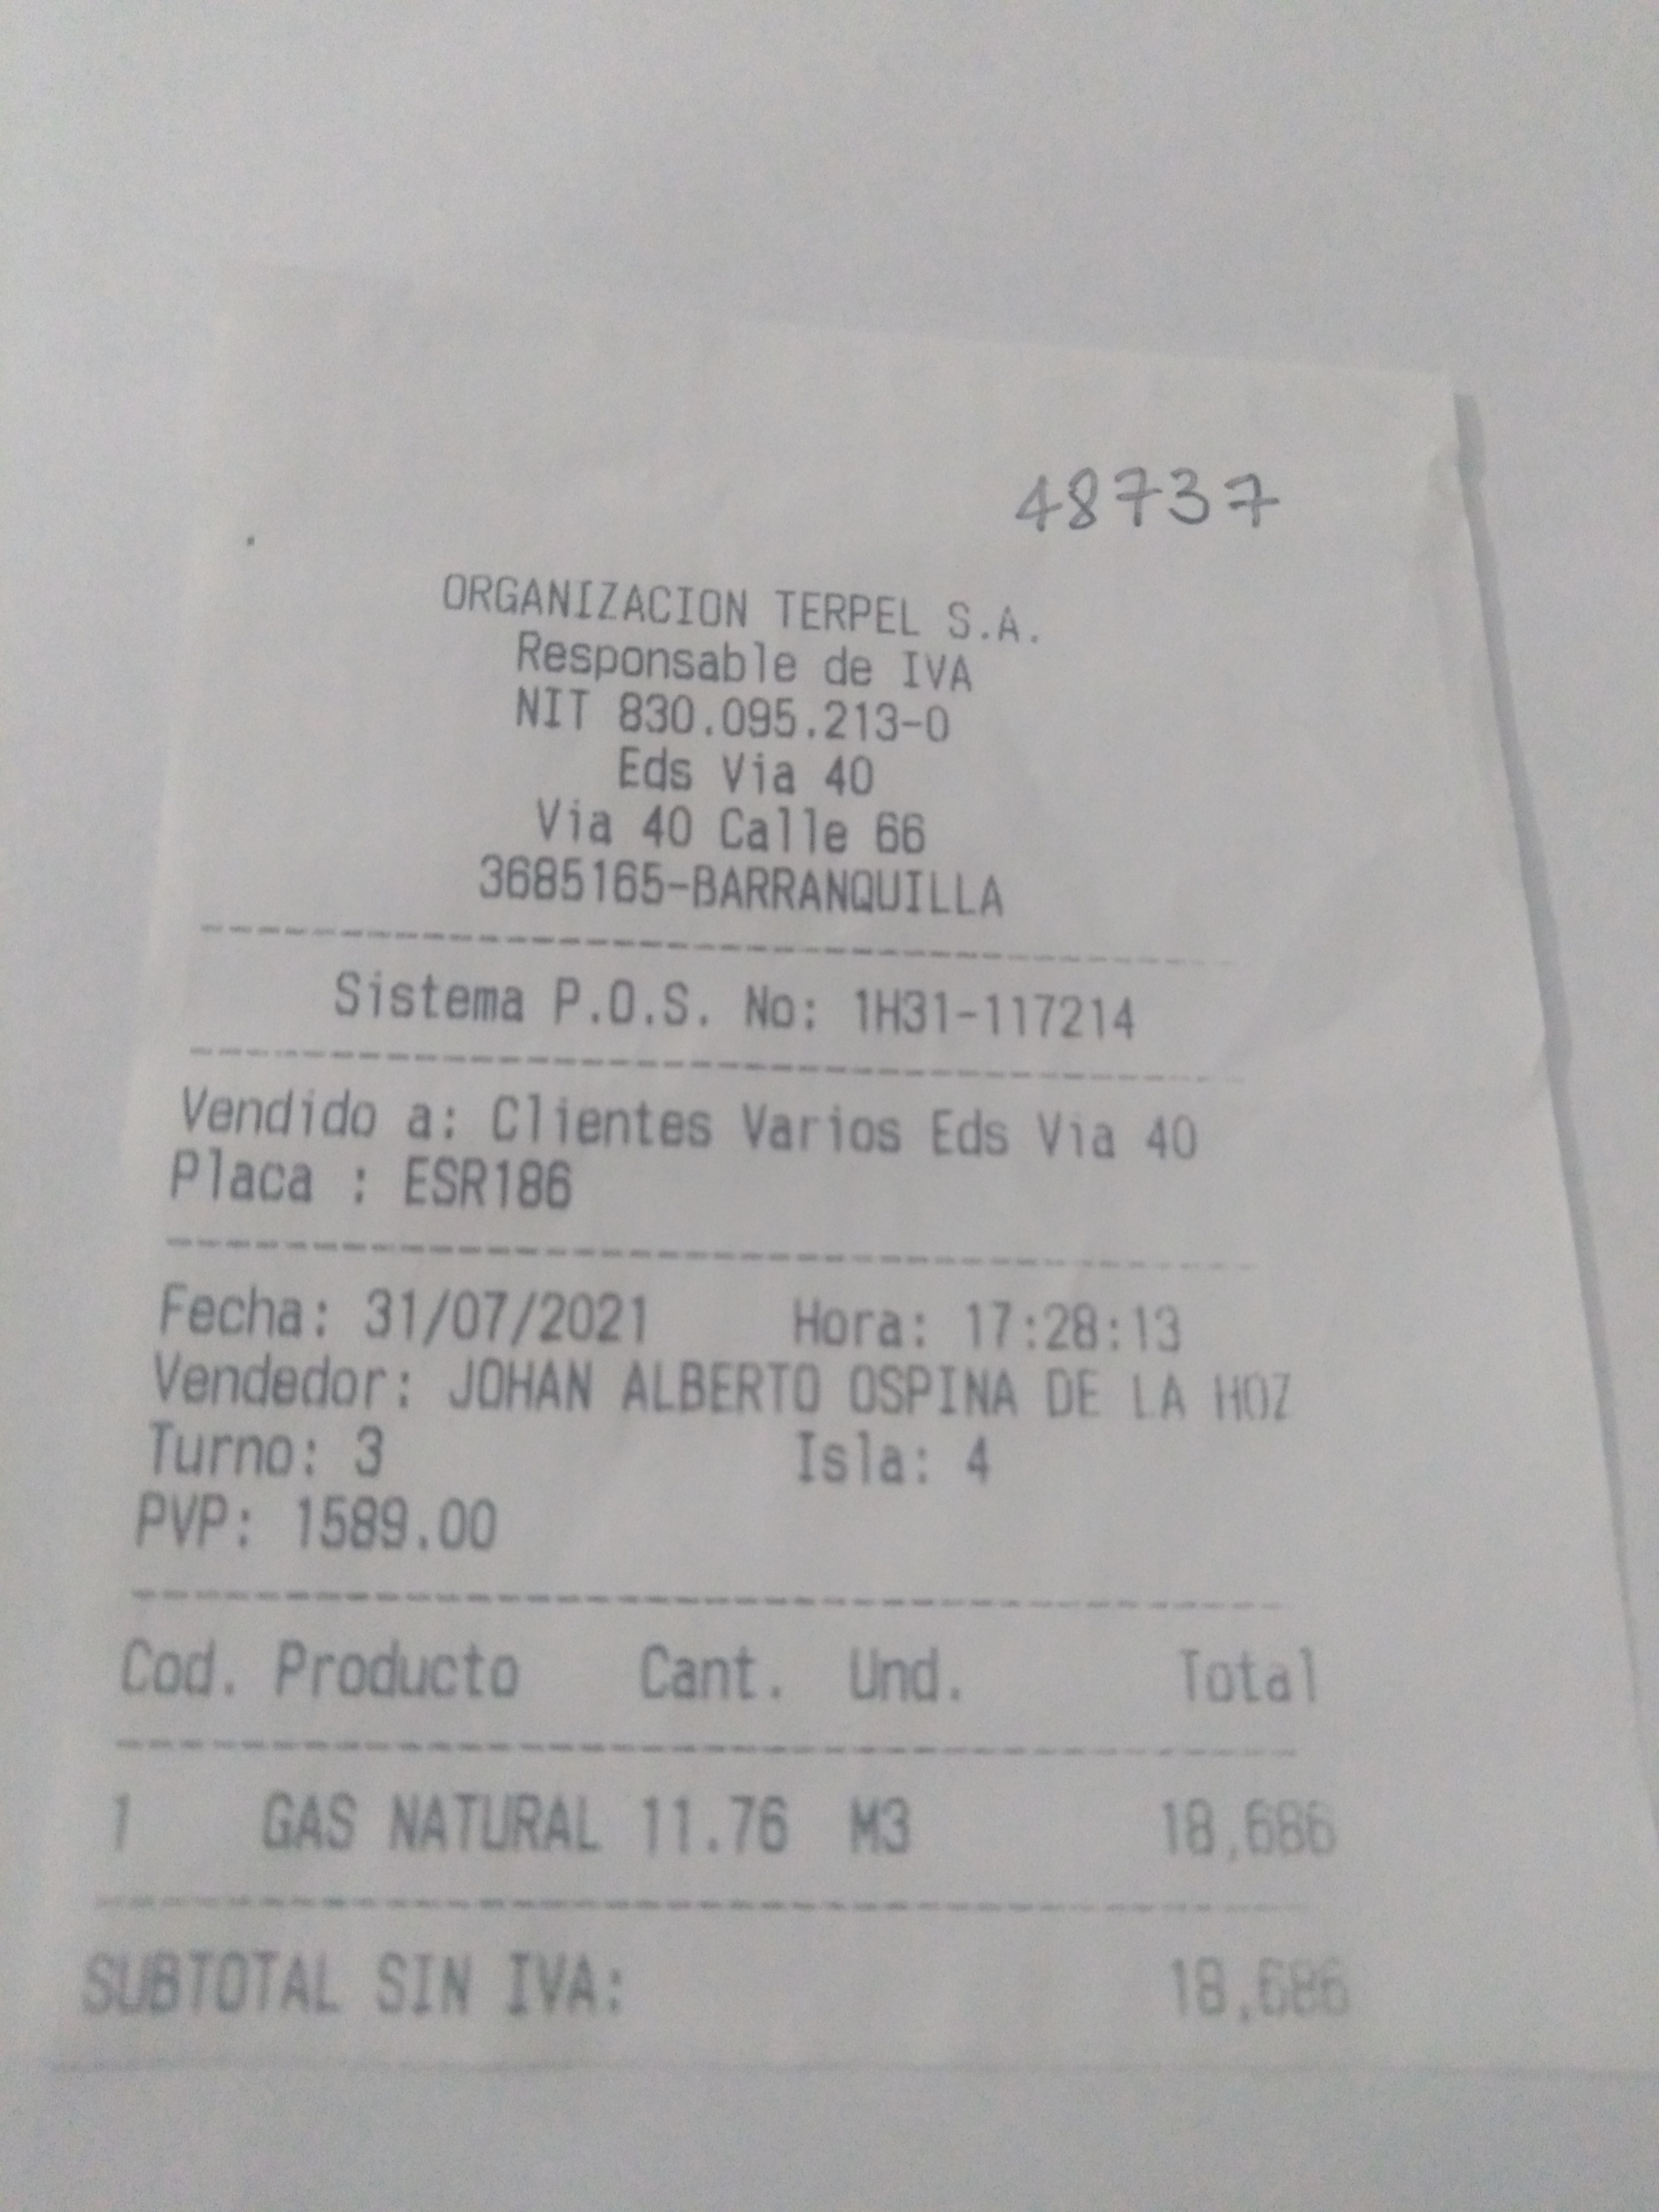 48737
ORGANIZACION TERPEL S.A.
Responsable de IVA
NIT 830.095.213-0
Eds Via 40
Via 40 Calle 66
3685165-BARRANQUILLA
Sistema P.O.S. No: 1H31-117214
Vendido a: Clientes Varios Eds Via 40
Placa : ESR186
Fecha: 31/07/2021 Hora: 17:28:13
Vendedor: JOHAN ALBERTO OSPINA DE LA HOZ
Turno: 3 Isla: 4
PVP: 1589.00
Cod. Producto Cant. Und. Total
1 GAS NATURAL 11.76 M3 18,686
SUBTOTAL SIN IVA: 18,686